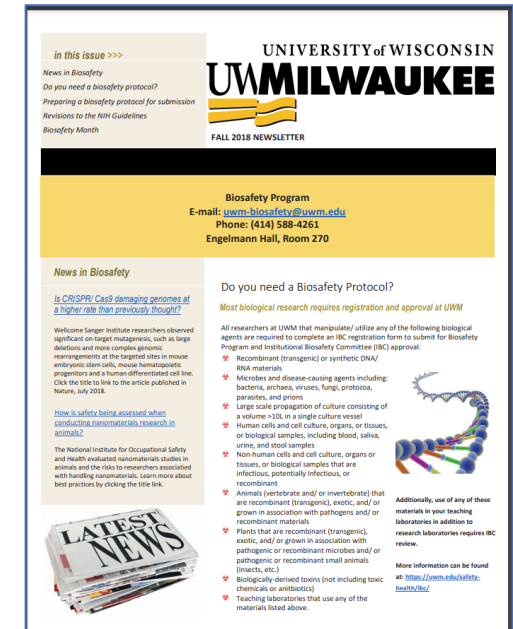 in this issue >>>
News in Biosafety
Do you need a biosafety protocol?
Preparing a biosafety protocol for submission
Revisions to the NIH Guidelines
Biosafety Month
UNIVERSITY of WISCONSIN
UWMILWAUKEE
FALL 2018 NEWSLETTER
Biosafety Program
E-mail: uwm-biosafety@uwm.edu
Phone: (414) 588-4261
Engelmann Hall, Room 270
News in Biosafety
Is CRISPR/ Cas9 damaging genomes at
a higher rate than previously thought?
Wellcome Sanger Institute researchers observed
significant on-target mutagenesis, such as large
deletions and more complex genomic
rearrangements at the targeted sites in mouse
embryonic stem cells, mouse hematopoietic
progenitors and a human differentiated cell line.
Click the title to link to the article published in
Nature, July 2018.
How is safety being assessed when
conducting nanomaterials research in
animals?
The National Institute for Occupational Safety
and Health evaluated nanomaterials studies in
animals and the risks to researchers associatied
with handling nanomaterials. Learn more about
best practices by clicking the title link.
LATEST
NEWS
Do you need a Biosafety Protocol?
Most biological research requires registration and approval at UWM
All researchers at UWM that manipulate/ utilize any of the following biological
agents are required to complete an IBC registration form to submit for Biosafety
Program and Institutional Biosafety Committee (IBC) approval:
Recombinant (transgenic) or synthetic DNA/
RNA materials
Microbes and disease-causing agents including:
bacteria, archaea, viruses, fungi, protozoa,
parasites, and prions
Large scale propagation of culture consisting of
a volume >10L in a single culture vessel
Human cells and cell culture, organs, or tissues,
or biological samples, including blood, saliva,
urine, and stool samples
Non-human cells and cell culture, organs or
tissues, or biological samples that are
infectious, potentially infectious, or
recombinant
Animals (vertebrate and/ or invertebrate) that
are recombinant (transgenic), exotic, and/ or
grown in association with pathogens and/ or
recombinant materials
Plants that are recombinant (transgenic),
exotic, and/ or grown in association with
pathogenic or recombinant microbes and/ or
pathogenic or recombinant small animals
(insects, etc.)
Biologically-derived toxins (not including toxic
chemicals or anitbiotics)
Teaching laboratories that use any of the
materials listed above.
Additionally, use of any of these
materials in your teaching
laboratories in addition to
research laboratories requires IBC
review.
More information can be found
at: https://uwm.edu/safety-
health/ibc/